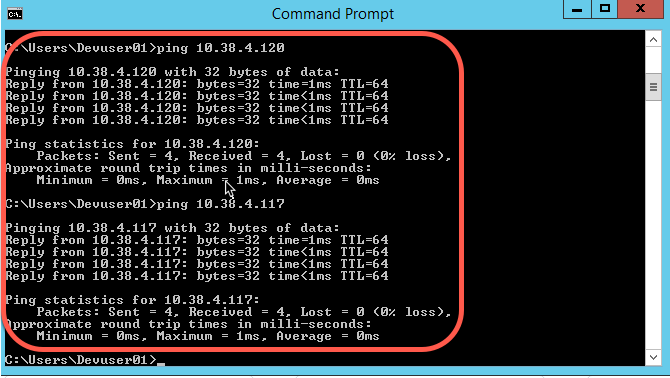 Command Prompt
C:\Users\Devuser01>ping 10.38.4.120
Pinging 10.38.4.120 with 32 bytes of data:
Reply from 10.38.4.120: bytes=32 time=1ms TTL=64
Reply from 10.38.4.120: bytes=32 time<1ms TTL=64
Reply from 10.38.4.120: bytes=32 time<1ms TTL=64
Reply from 10.38.4.120: bytes=32 time<1ms TTL=64
Ping statistics for 10.38.4.120:
    Packets: Sent = 4, Received = 4, Lost = 0 (0% loss),
Approximate round trip times in milli-seconds:
    Minimum = 0ms, Maximum = 1ms, Average = 0ms
C:\Users\Devuser01>ping 10.38.4.117
Pinging 10.38.4.117 with 32 bytes of data:
Reply from 10.38.4.117: bytes=32 time=1ms TTL=64
Reply from 10.38.4.117: bytes=32 time<1ms TTL=64
Reply from 10.38.4.117: bytes=32 time<1ms TTL=64
Reply from 10.38.4.117: bytes=32 time<1ms TTL=64
Ping statistics for 10.38.4.117:
    Packets: Sent = 4, Received = 4, Lost = 0 (0% loss),
Approximate round trip times in milli-seconds:
    Minimum = 0ms, Maximum = 1ms, Average = 0ms
C:\Users\Devuser01>_